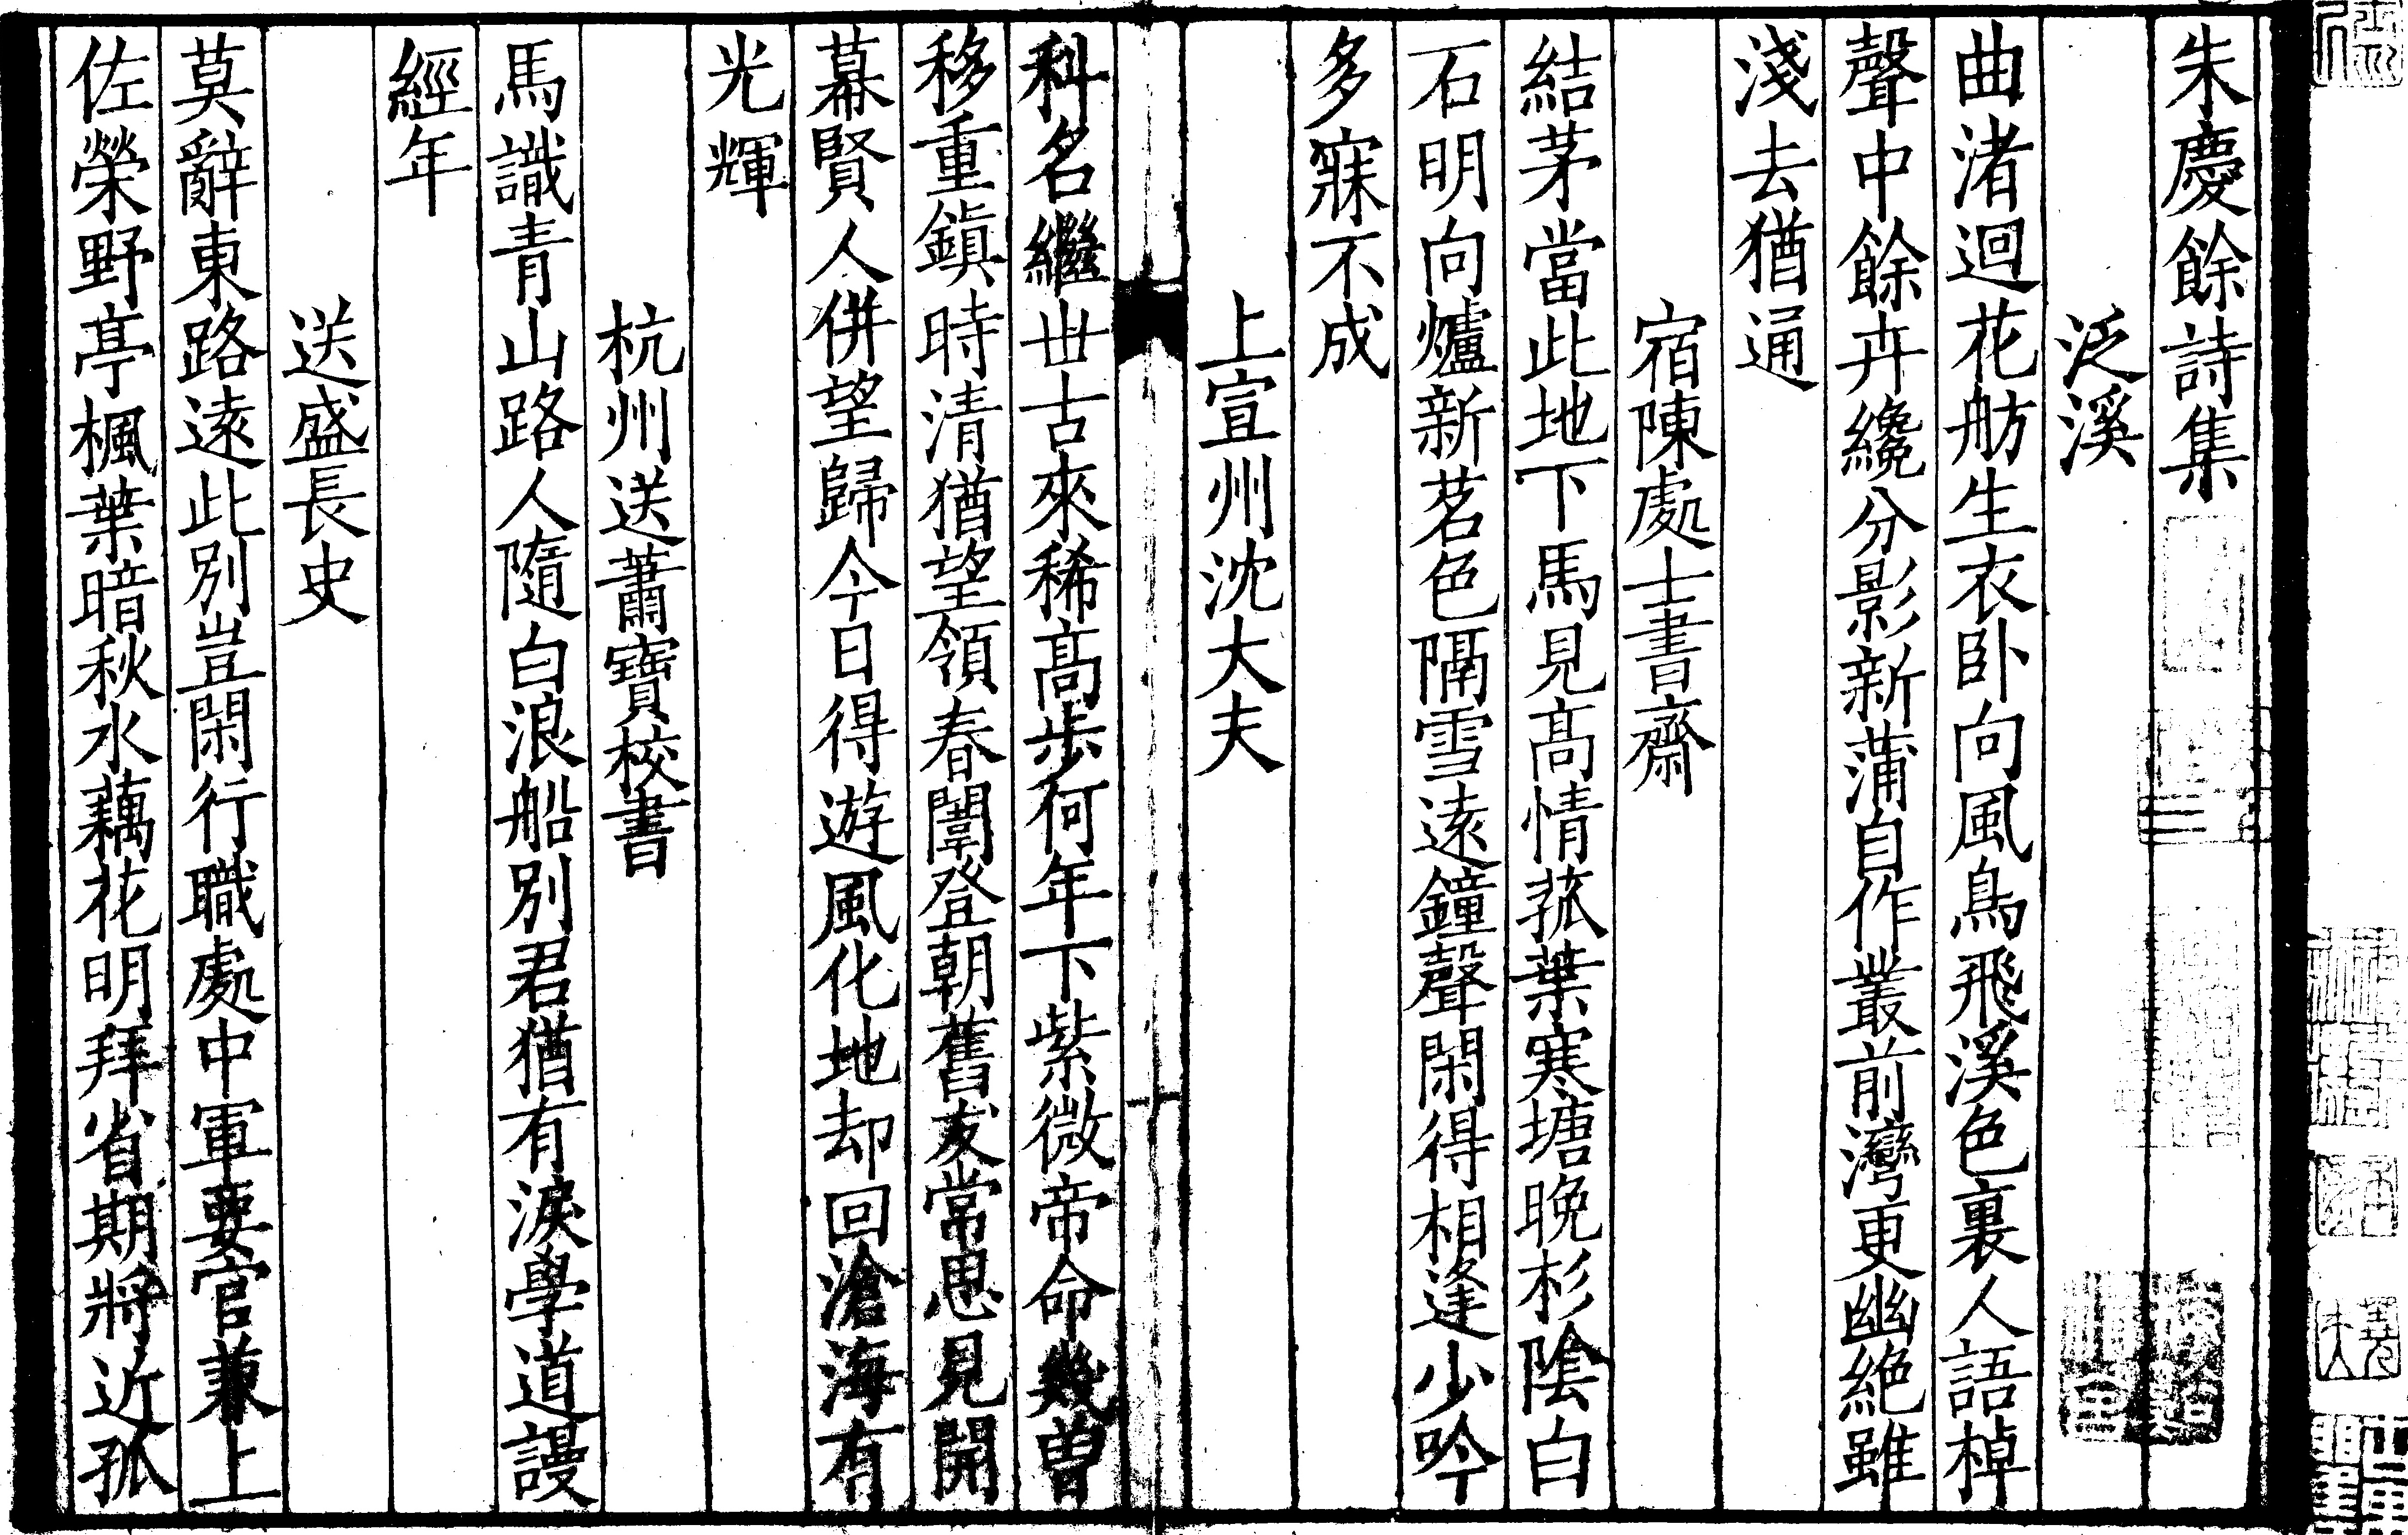 朱慶餘詩集
泛溪
曲渚迴花舫生衣卧向風鳥飛溪色裏人語棹
聲中餘卉纔分影新蒲自作叢前灣更幽絶雖
淺去猶通
宿陳處士書齋
結茅當此地下馬見高情菰葉寒塘晚杉陰白
石明向爐新茗色隔雪遠鐘聲閑得相逢少吟
多寐不成
上宣州沈大夫
科名繼世古來稀高步何年下紫微帝命幾曽
移重鎮時清猶望領春闈登朝舊友常思見開
幕賢人併望歸今日得遊風化地却回滄海有
光輝
杭州送蕭寶校書
馬識青山路人隨白浪船別君猶有淚學道謾
經年
送盛長史
莫辭東路遠此別豈閑行職處中軍要官兼上
佐榮野亭楓葉暗秋水藕花明拜省期將近孤